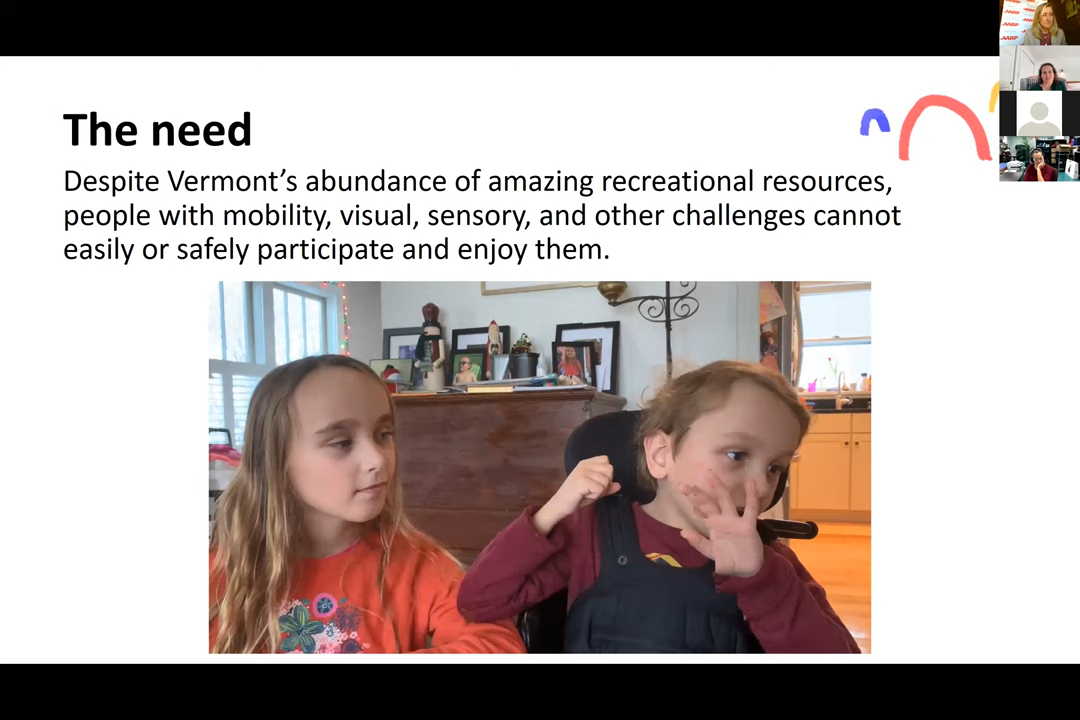 The need
Despite Vermont's abundance of amazing recreational resources,
people with mobility, visual, sensory, and other challenges cannot
easily or safely participate and enjoy them.
AARP